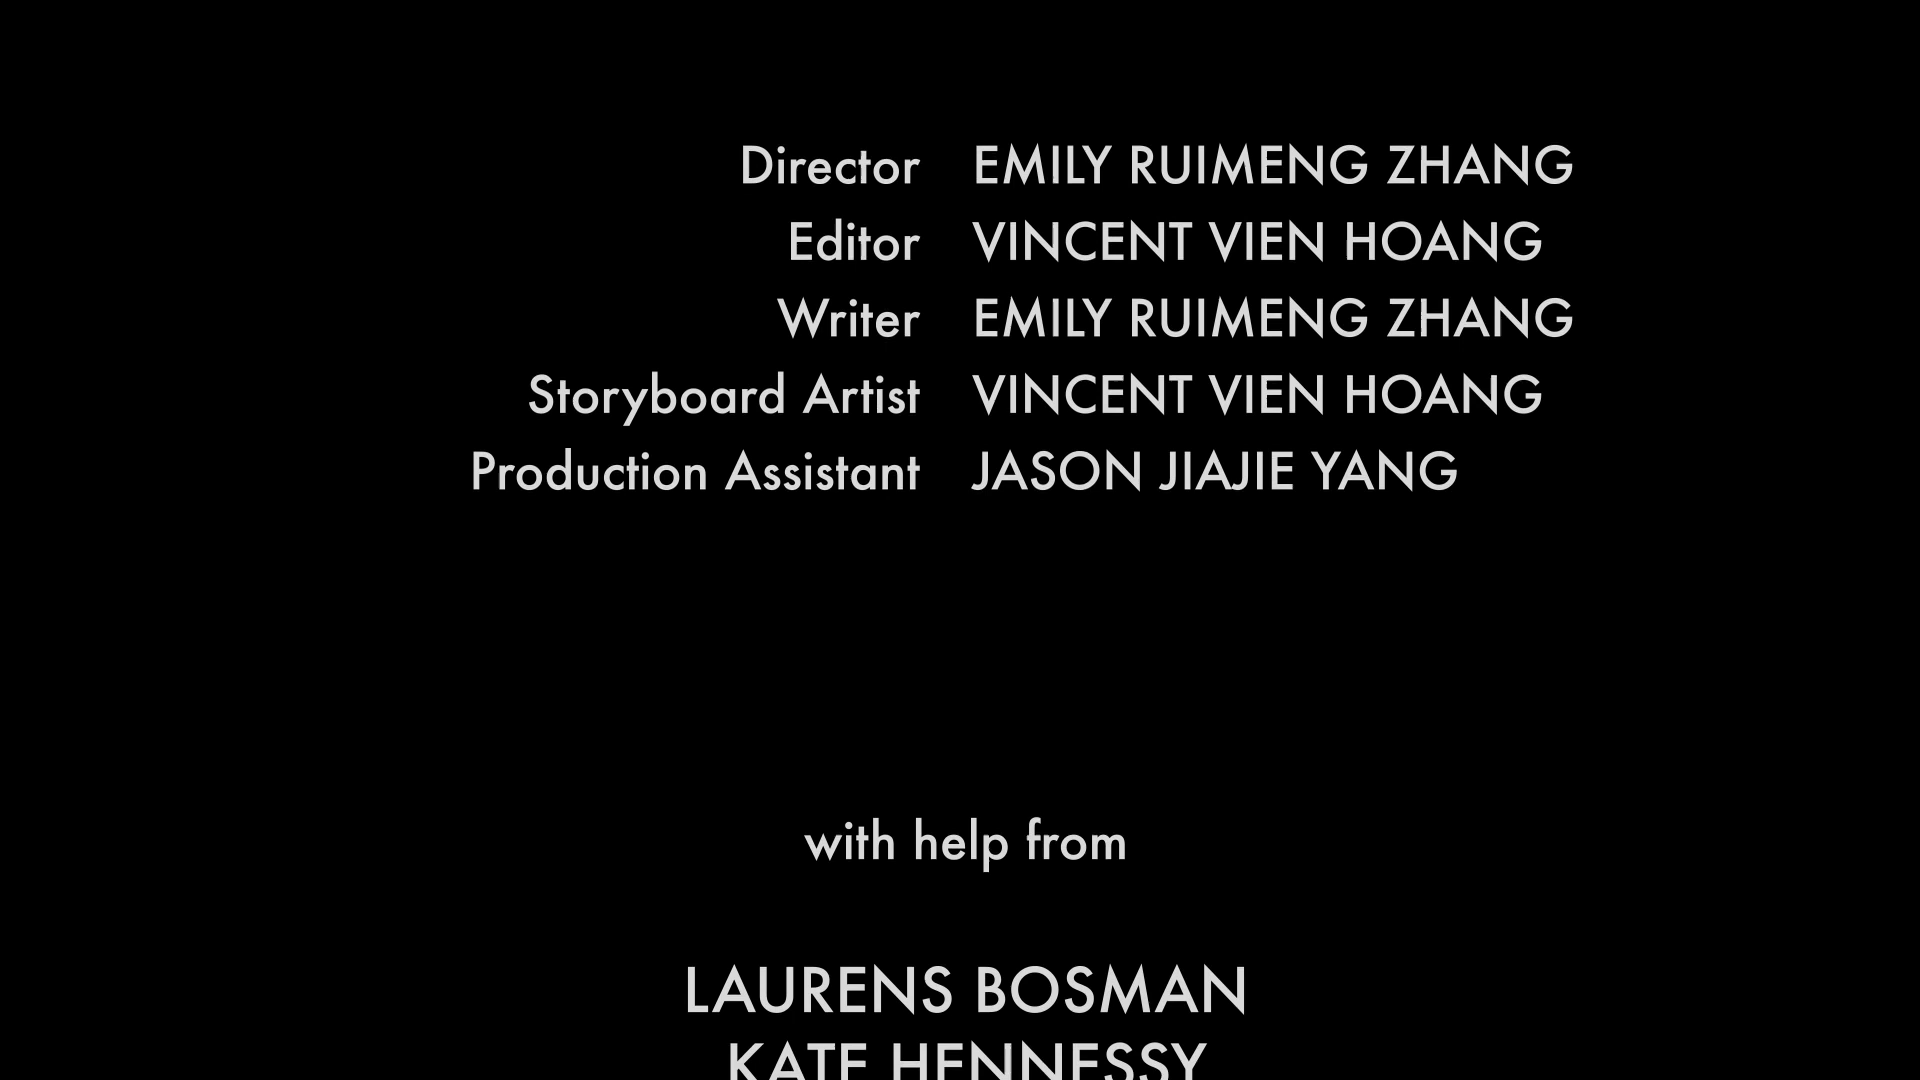 Director EMILY RUIMENG ZHANG
Editor VINCENT VIEN HOANG
Writer EMILY RUIMENG ZHANG
Storyboard Artist VINCENT VIEN HOANG
Production Assistant JASON JIAJIE YANG
with help from
LAURENS BOSMAN
KATE HENNESSY